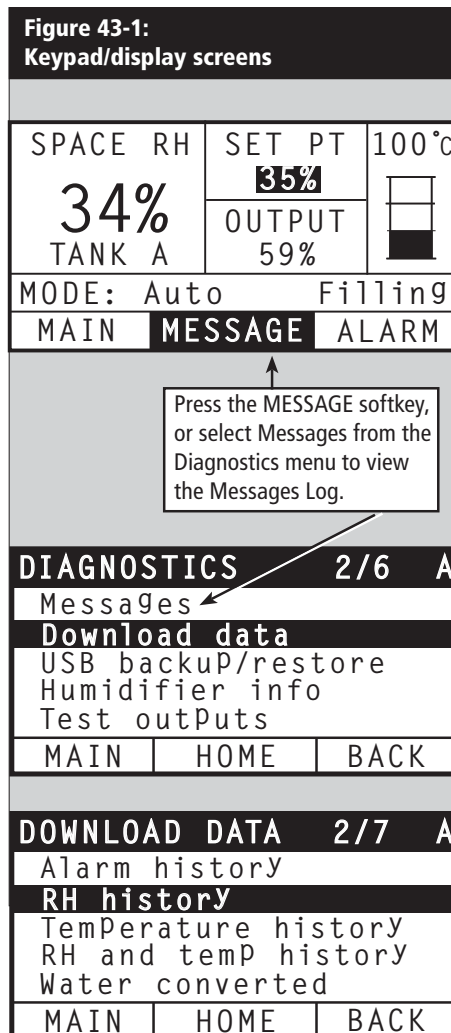 Figure 43-1:
Keypad/display screens
SPACE RH
34%
TANK A
SET PT
35%
OUTPUT
59%
100°C
MODE: Auto Filling
MAIN MESSAGE ALARM
Press the MESSAGE softkey,
or select Messages from the
Diagnostics menu to view
the Messages Log.
DIAGNOSTICS 2/6 A
Messages
Download data
USB backup/restore
Humidifier info
Test outputs
MAIN HOME BACK
DOWNLOAD DATA 2/7 A
Alarm history
RH history
Temperature history
RH and temp history
Water converted
MAIN HOME BACK